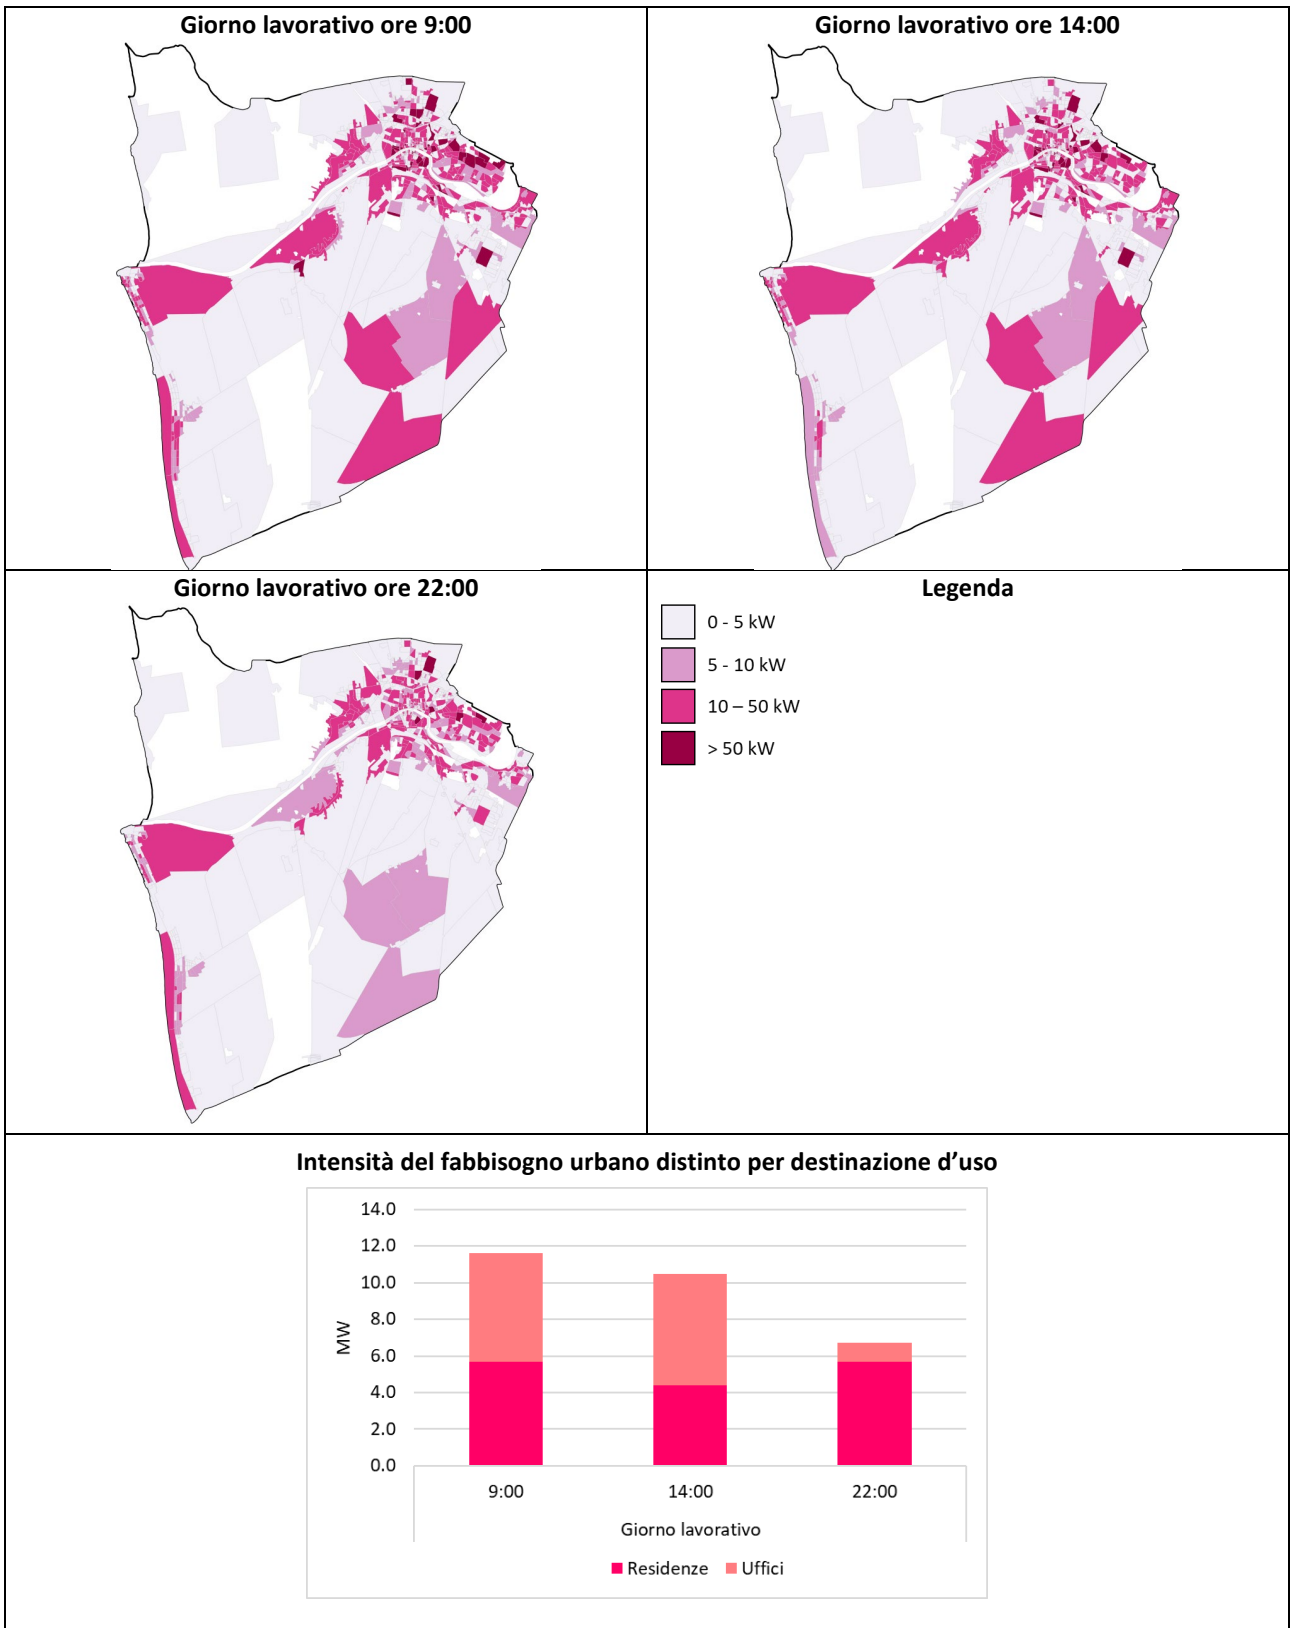 Giorno lavorativo ore 9:00
Giorno lavorativo ore 14:00
Giorno lavorativo ore 22:00
Legenda
0 - 5 kW
5 - 10 kW
10 – 50 kW
> 50 kW
Intensità del fabbisogno urbano distinto per destinazione d’uso
14.0
12.0
10.0
8.0
6.0
4.0
2.0
0.0
MW
9:00 14:00 22:00
Giorno lavorativo
Residenze Uffici